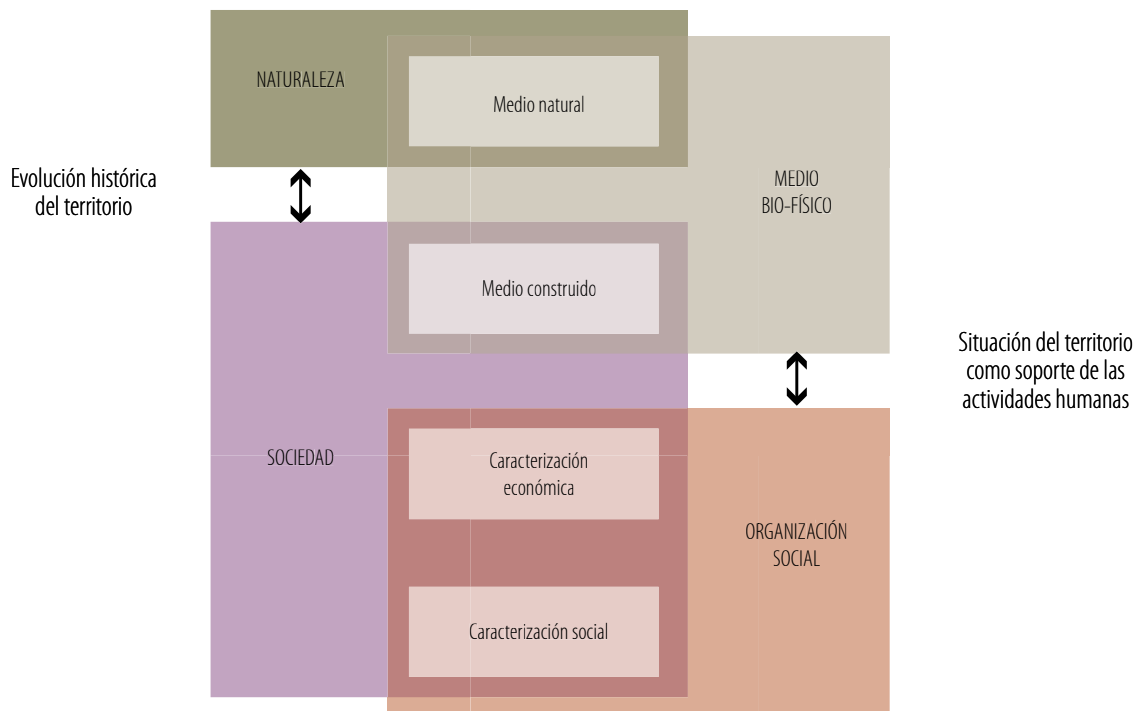 NATURALEZA
Medio natural
Evolución histórica
del territorio
MEDIO
BIO-FÍSICO
Medio construido
Situación del territorio
como soporte de las
actividades humanas
SOCIEDAD
Caracterización
económica
ORGANIZACIÓN
SOCIAL
Caracterización social